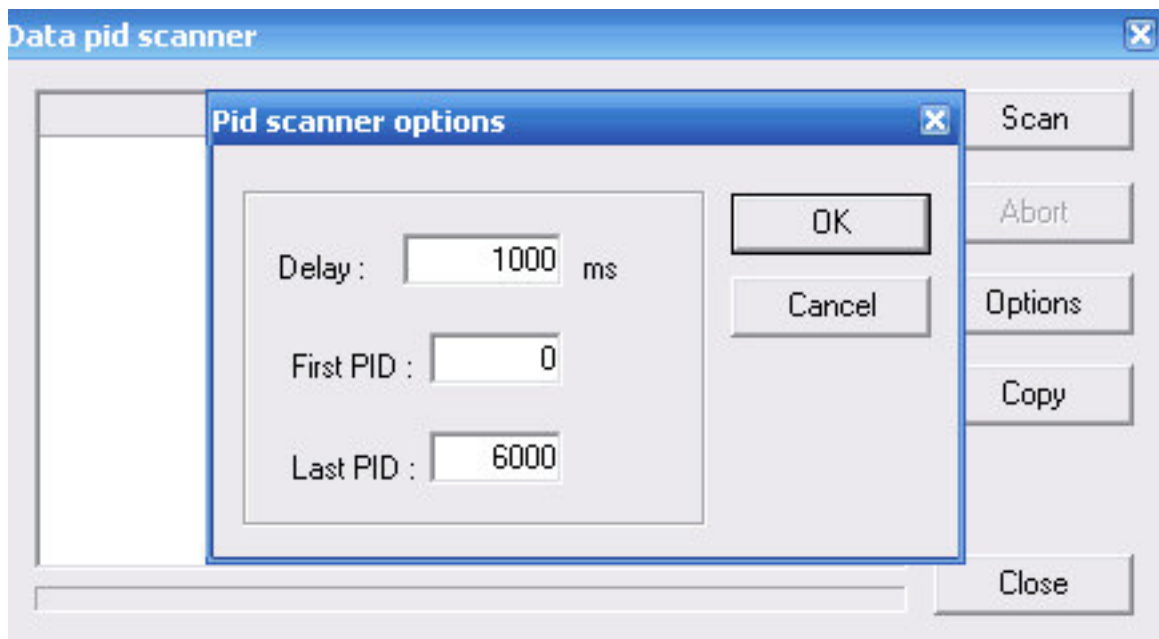 Data pid scanner
Pid scanner options
Scan
OK
Abort
Delay : 1000 ms
Cancel
Options
First PID : 0
Copy
Last PID : 6000
Close